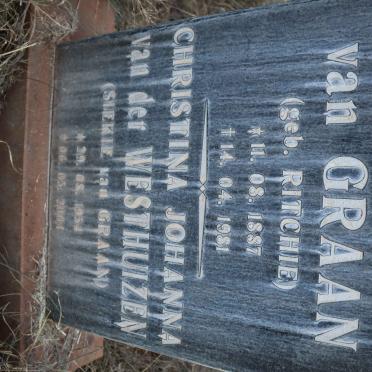 van GRAAN
(geb. RITCHIE)
* 11. 08. 1887
✝ 14. 04. 1981
CHRISTINA JOHANNA
van der WESTHUIZEN
(SIEKIE van GRAAN)